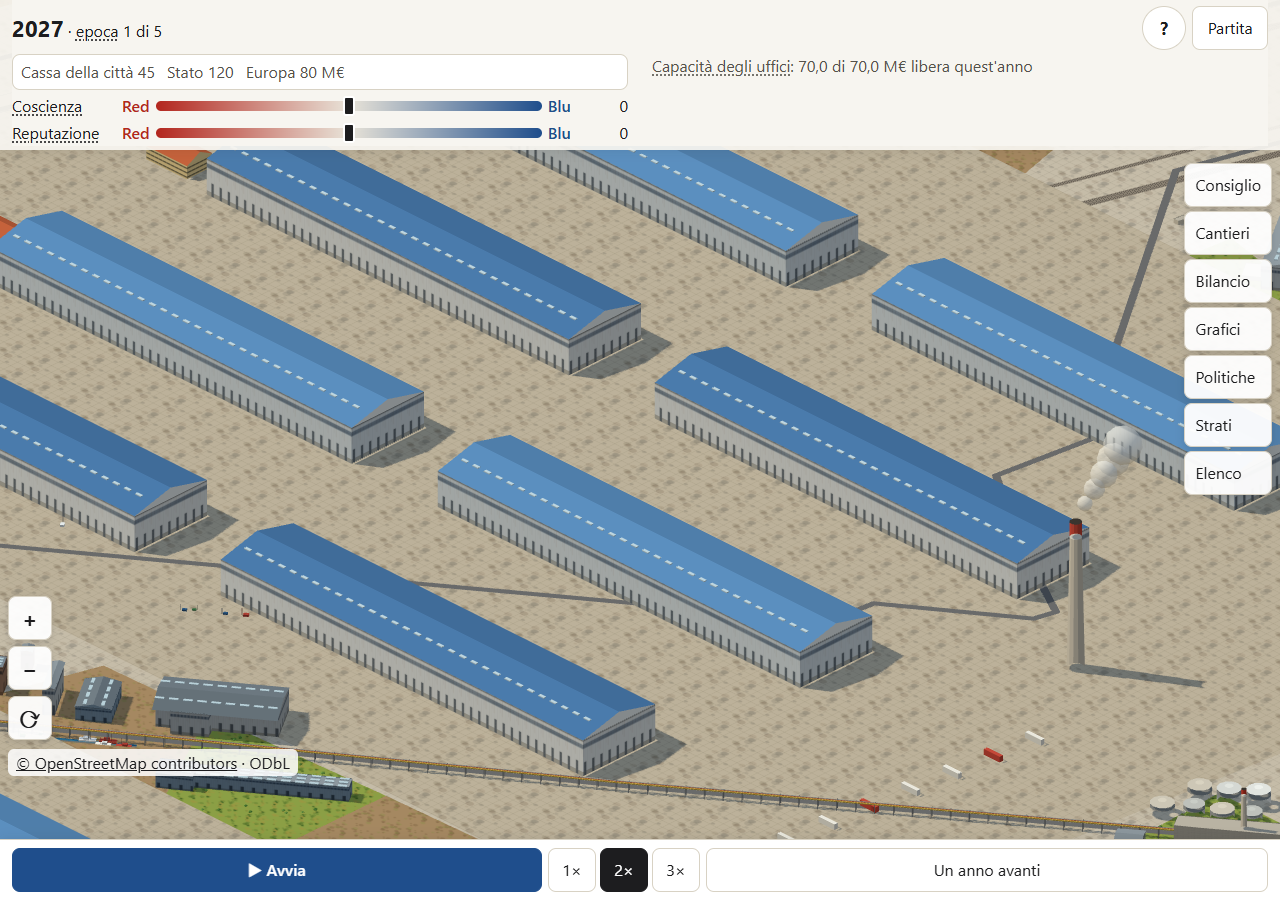 2027 · epoca 1 di 5
?
Partita
Cassa della città 45 Stato 120 Europa 80 M€
Capacità degli uffici: 70,0 di 70,0 M€ libera quest'anno
Coscienza Red Blu 0
Reputazione Red Blu 0
Consiglio
Cantieri
Bilancio
Grafici
Politiche
Strati
Elenco
+
−
© OpenStreetMap contributors · ODbL
▶ Avvia
1×
2×
3×
Un anno avanti